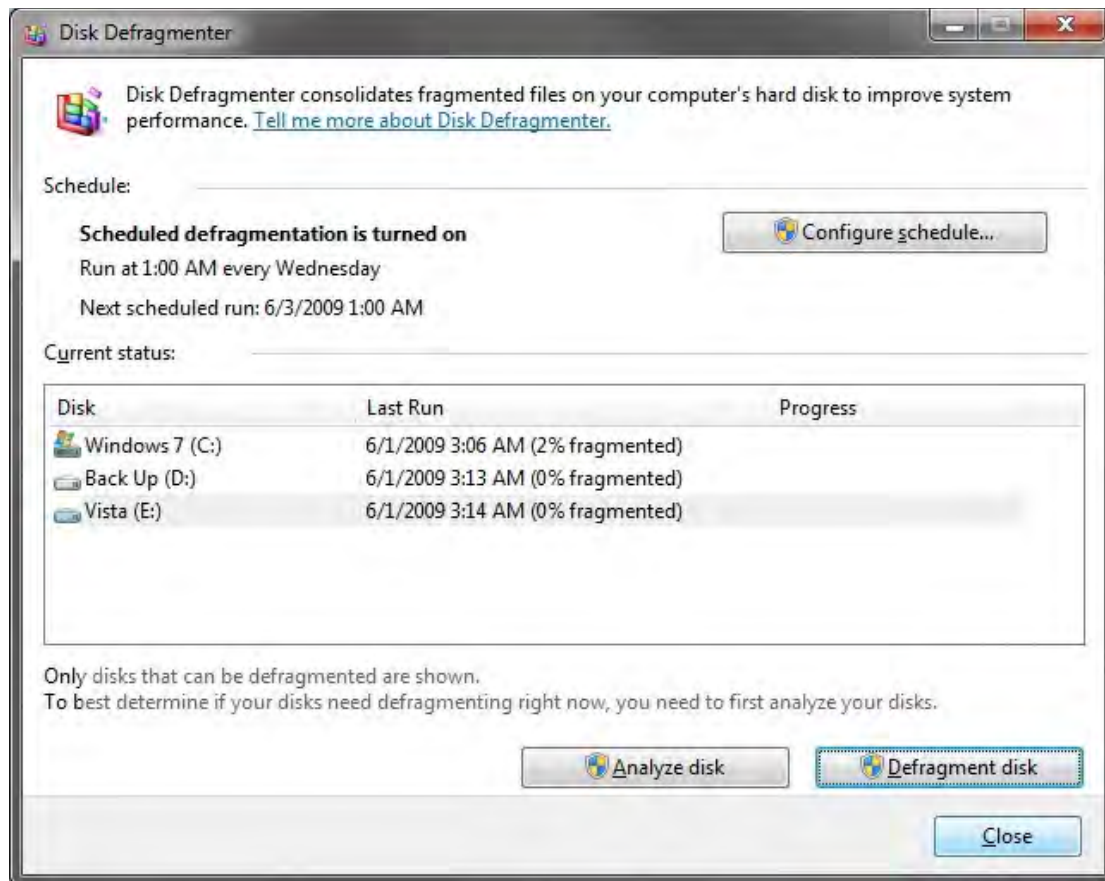 Disk Defragmenter
Disk Defragmenter consolidates fragmented files on your computer's hard disk to improve system
performance. Tell me more about Disk Defragmenter.
Schedule:
Scheduled defragmentation is turned on
Configure schedule...
Run at 1:00 AM every Wednesday
Next scheduled run: 6/3/2009 1:00 AM
Current status:
Disk Last Run Progress
Windows 7 (C:) 6/1/2009 3:06 AM (2% fragmented)
Back Up (D:) 6/1/2009 3:13 AM (0% fragmented)
Vista (E:) 6/1/2009 3:14 AM (0% fragmented)
Only disks that can be defragmented are shown.
To best determine if your disks need defragmenting right now, you need to first analyze your disks.
Analyze disk Defragment disk
Close